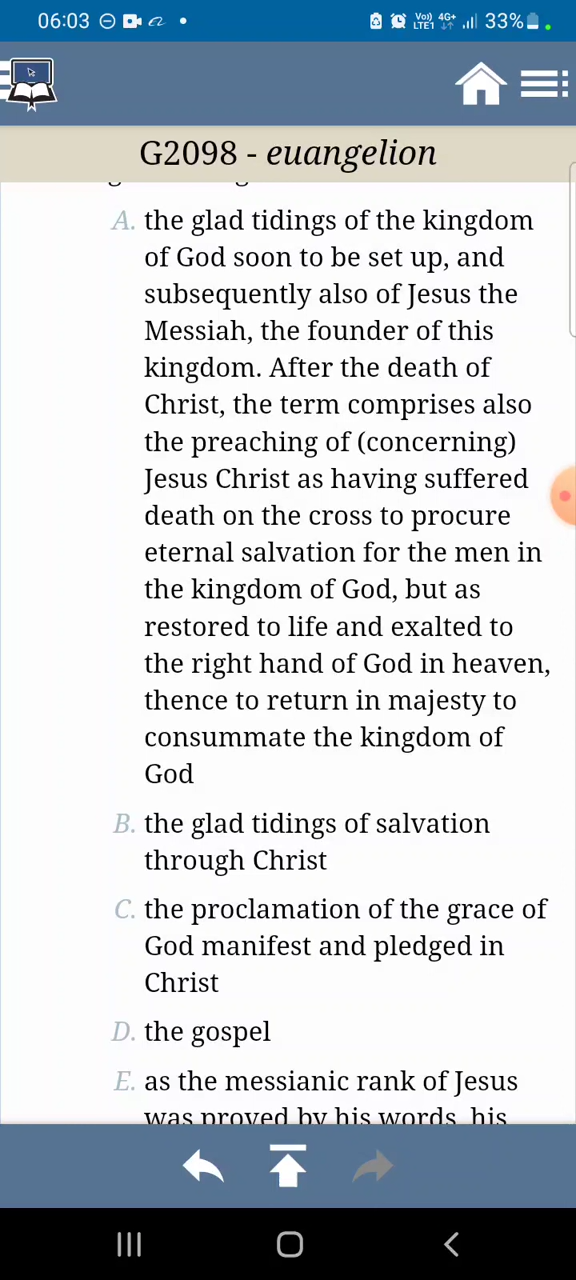 06:03
Vo)) 4G+
LTE1
33%
G2098 - euangelion
A. the glad tidings of the kingdom
of God soon to be set up, and
subsequently also of Jesus the
Messiah, the founder of this
kingdom. After the death of
Christ, the term comprises also
the preaching of (concerning)
Jesus Christ as having suffered
death on the cross to procure
eternal salvation for the men in
the kingdom of God, but as
restored to life and exalted to
the right hand of God in heaven,
thence to return in majesty to
consummate the kingdom of
God
B. the glad tidings of salvation
through Christ
C. the proclamation of the grace of
God manifest and pledged in
Christ
D. the gospel
E. as the messianic rank of Jesus
was proved by his words, his